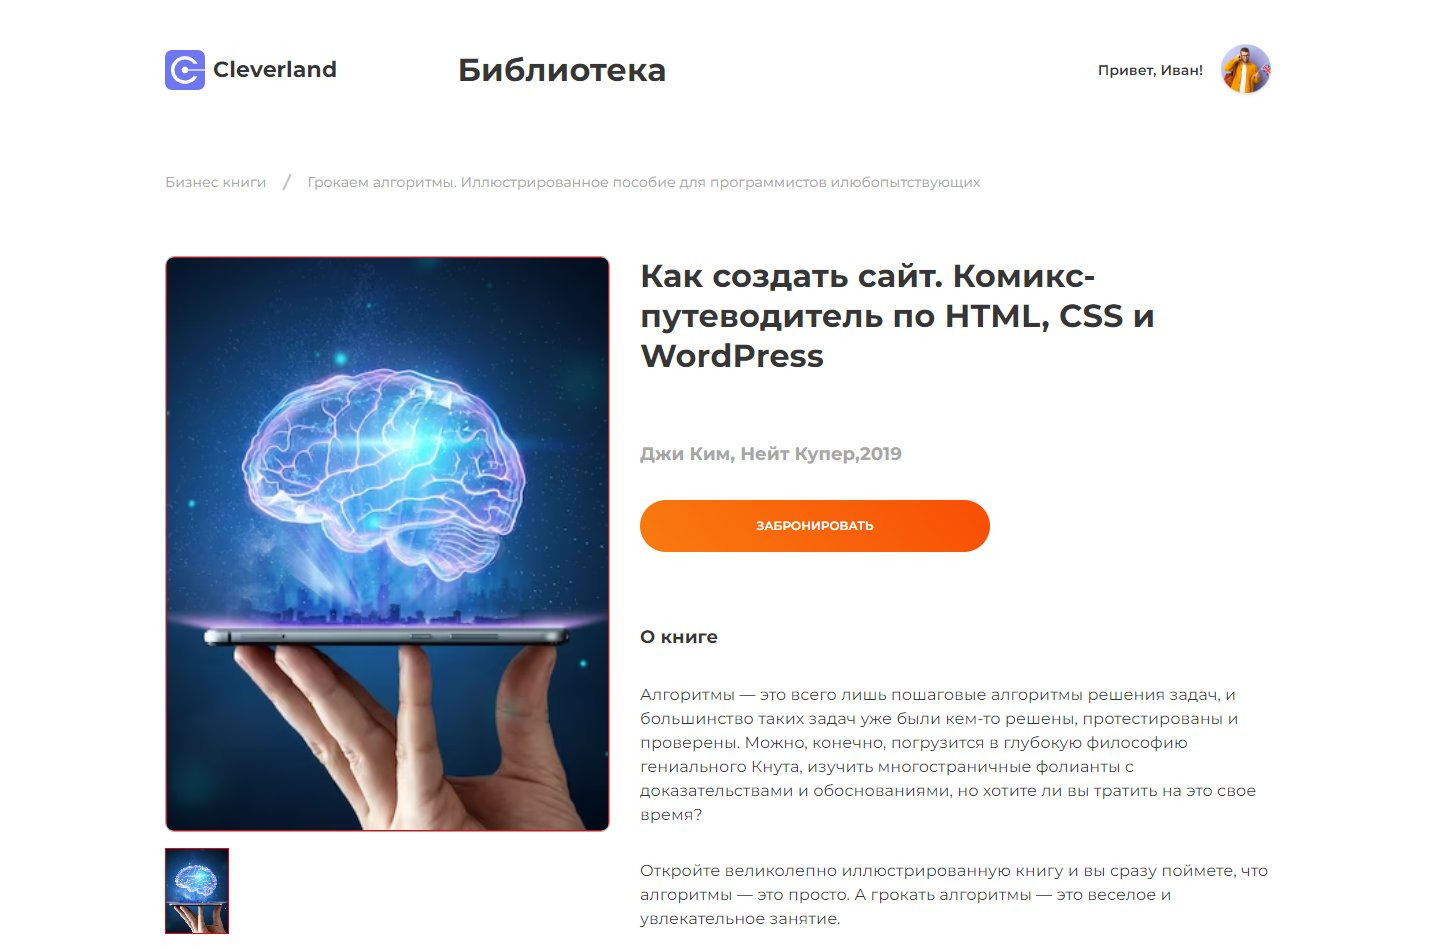 Cleverland
Библиотека
Привет, Иван!
Бизнес книги / Грокаем алгоритмы. Иллюстрированное пособие для программистов илюбопытствующих
Как создать сайт. Комикс-
путеводитель по HTML, CSS и
WordPress
Джи Ким, Нейт Купер,2019
ЗАБРОНИРОВАТЬ
О книге
Алгоритмы — это всего лишь пошаговые алгоритмы решения задач, и
большинство таких задач уже были кем-то решены, протестированы и
проверены. Можно, конечно, погрузится в глубокую философию
гениального Кнута, изучить многостраничные фолианты с
доказательствами и обоснованиями, но хотите ли вы тратить на это свое
время?
Откройте великолепно иллюстрированную книгу и вы сразу поймете, что
алгоритмы — это просто. А грокать алгоритмы — это веселое и
увлекательное занятие.